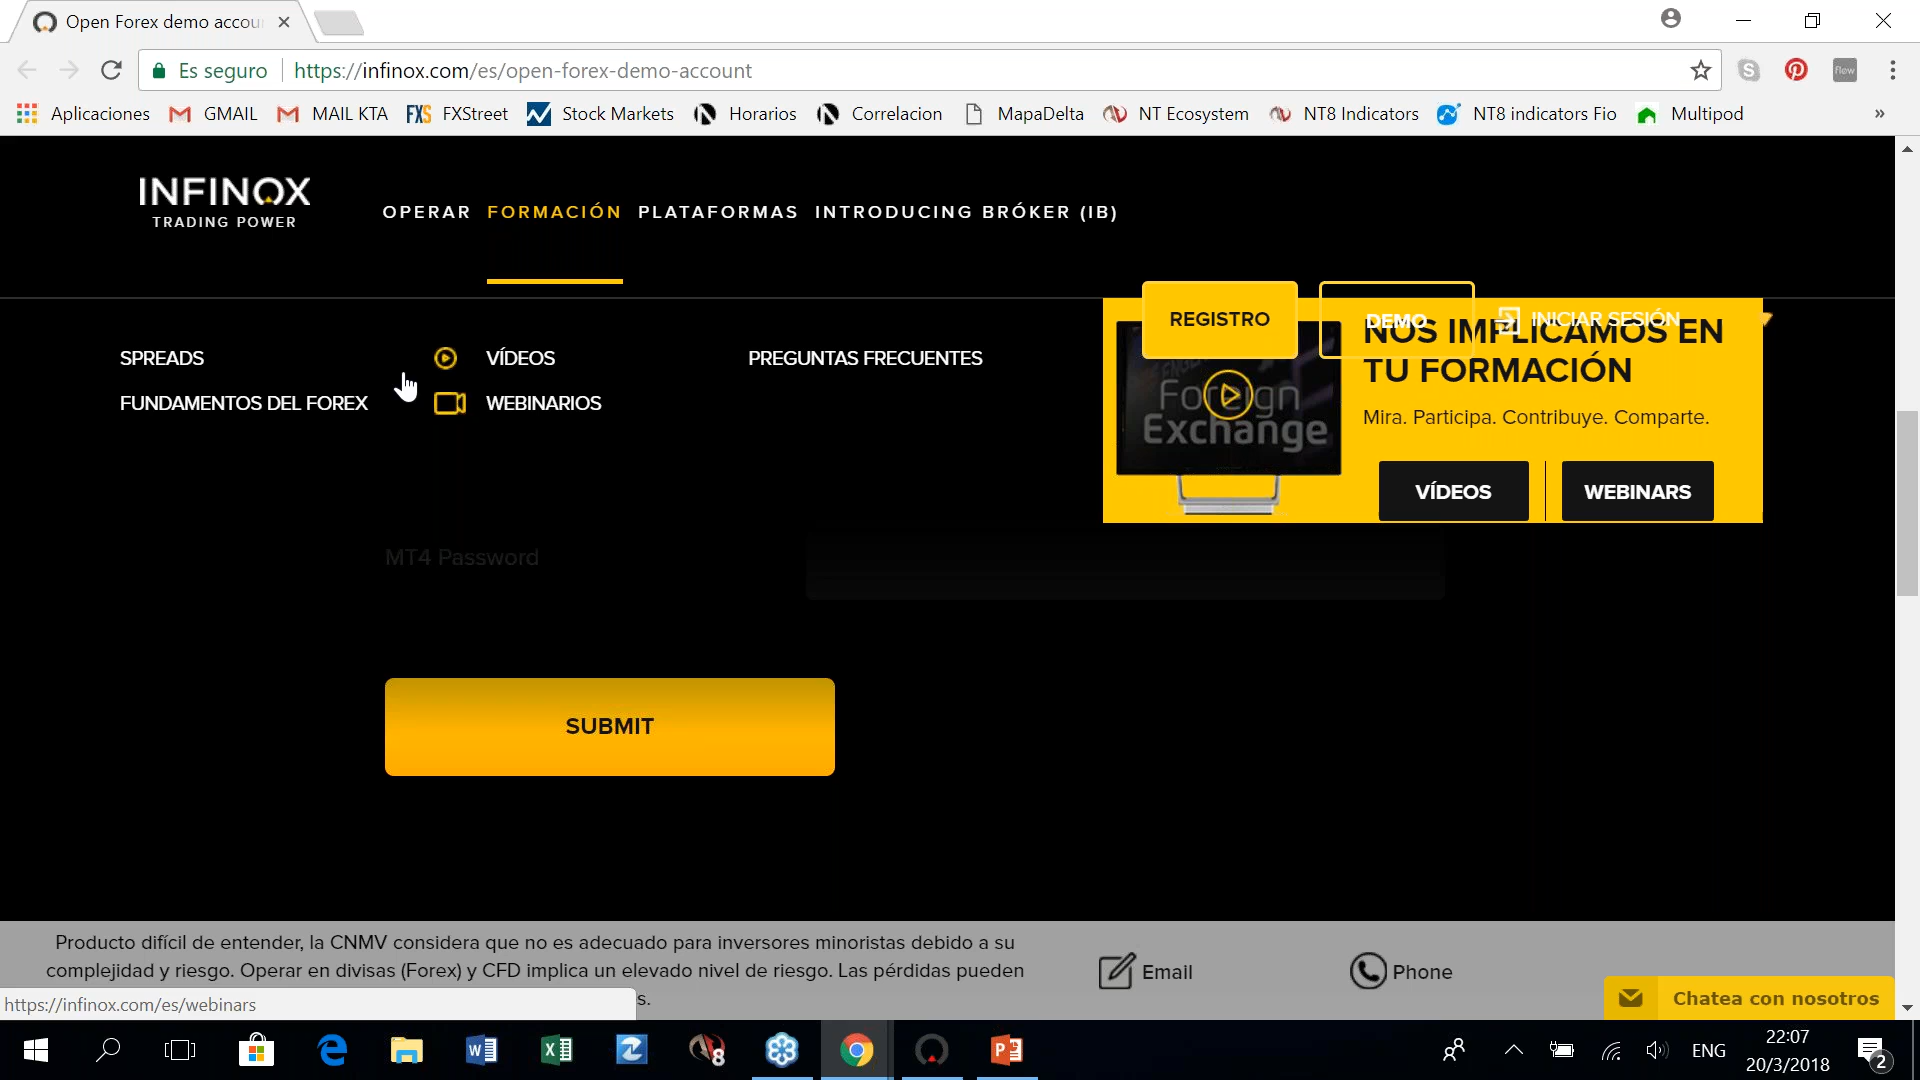 Open Forex demo accou
Es seguro
https://infinox.com/es/open-forex-demo-account
flew
Aplicaciones GMAIL MAIL KTA FXS FXStreet Stock Markets Horarios Correlacion MapaDelta NT Ecosystem NT8 Indicators NT8 indicators Fio Multipod »
INFINOX
TRADING POWER
OPERAR FORMACIÓN PLATAFORMAS INTRODUCING BRÓKER (IB)
REGISTRO DEMO INICIAR SESIÓN
SPREADS VÍDEOS PREGUNTAS FRECUENTES
FUNDAMENTOS DEL FOREX WEBINARIOS
Foreign
Exchange
NOS IMPLICAMOS EN
TU FORMACIÓN
Mira. Participa. Contribuye. Comparte.
VÍDEOS WEBINARS
MT4 Password
SUBMIT
Producto difícil de entender, la CNMV considera que no es adecuado para inversores minoristas debido a su
complejidad y riesgo. Operar en divisas (Forex) y CFD implica un elevado nivel de riesgo. Las pérdidas pueden
s.
Email Phone
Chatea con nosotros
https://infinox.com/es/webinars
ENG
22:07
20/3/2018
2
8